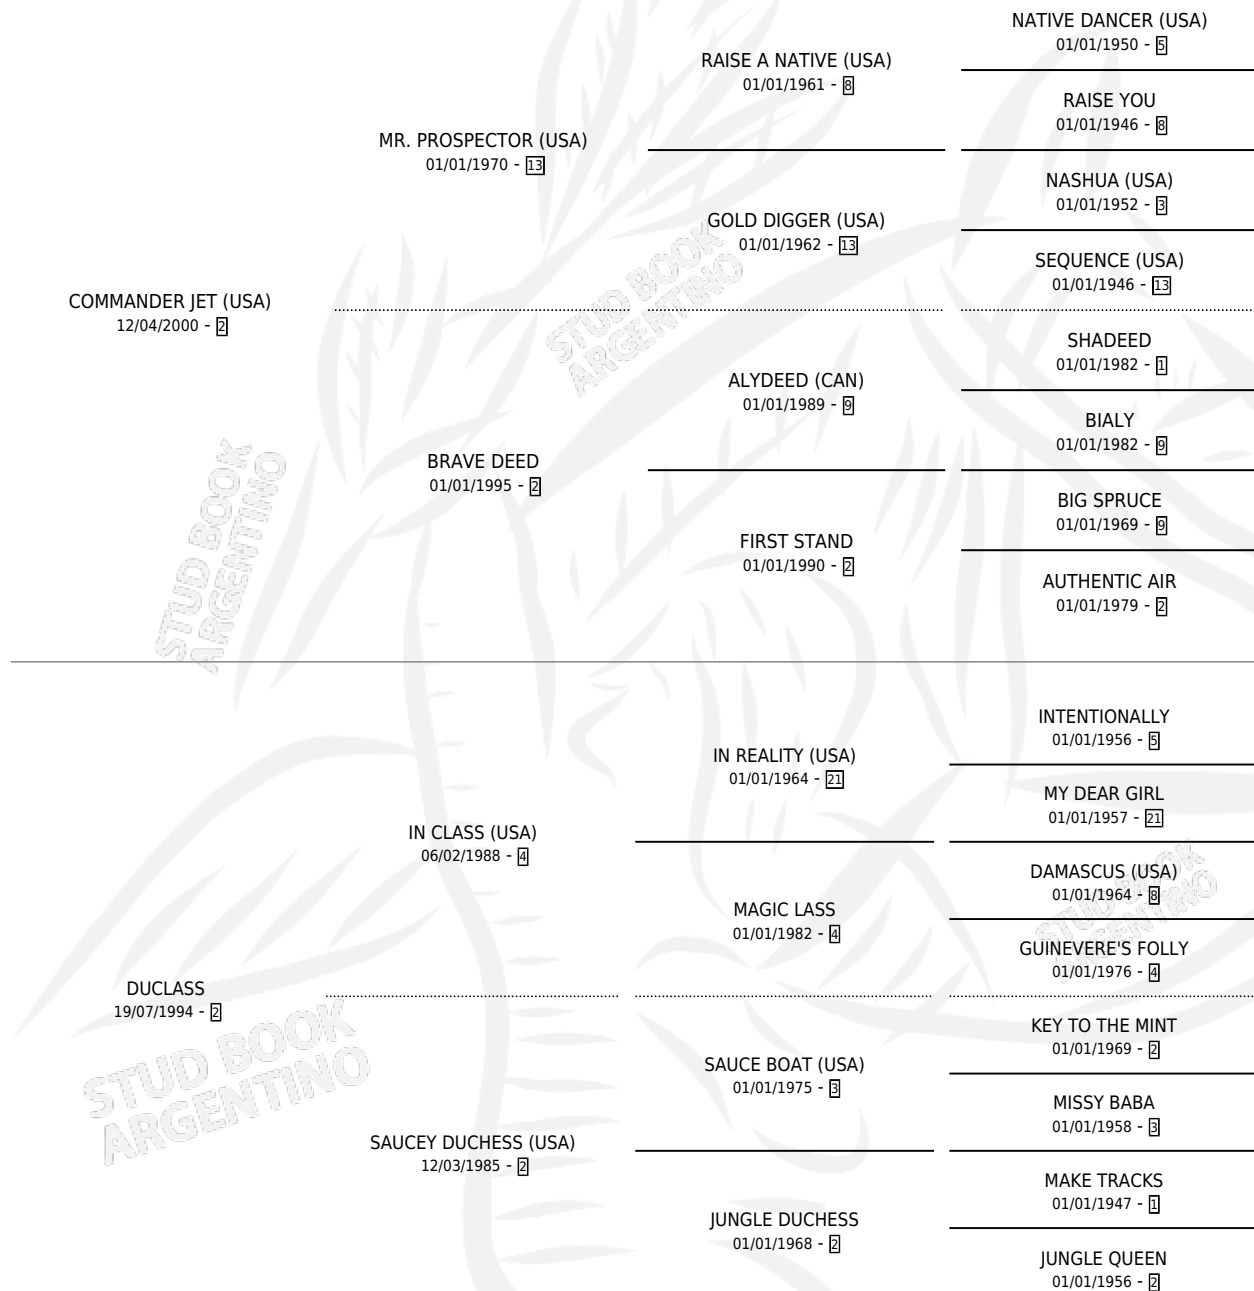 NATIVE DANCER (USA)
01/01/1950 - 5
RAISE A NATIVE (USA)
01/01/1961 - 8
RAISE YOU
01/01/1946 - 8
MR. PROSPECTOR (USA)
01/01/1970 - 13
NASHUA (USA)
01/01/1952 - 3
GOLD DIGGER (USA)
01/01/1962 - 13
SEQUENCE (USA)
01/01/1946 - 13
COMMANDER JET (USA)
12/04/2000 - 2
SHADEED
01/01/1982 - 1
ALYDEED (CAN)
01/01/1989 - 9
BIALY
01/01/1982 - 9
BRAVE DEED
01/01/1995 - 2
BIG SPRUCE
01/01/1969 - 9
FIRST STAND
01/01/1990 - 2
AUTHENTIC AIR
01/01/1979 - 2
INTENTIONALLY
01/01/1956 - 5
IN REALITY (USA)
01/01/1964 - 21
MY DEAR GIRL
01/01/1957 - 21
IN CLASS (USA)
06/02/1988 - 4
DAMASCUS (USA)
01/01/1964 - 8
MAGIC LASS
01/01/1982 - 4
GUINEVERE'S FOLLY
01/01/1976 - 4
DUCLASS
19/07/1994 - 2
KEY TO THE MINT
01/01/1969 - 2
SAUCE BOAT (USA)
01/01/1975 - 3
MISSY BABA
01/01/1958 - 3
SAUCEY DUCHESS (USA)
12/03/1985 - 2
MAKE TRACKS
01/01/1947 - 1
JUNGLE DUCHESS
01/01/1968 - 2
JUNGLE QUEEN
01/01/1956 - 2
STUD BOOK
ARGENTINO
STUD BOOK
ARGENTINO
STUD BOOK
ARGENTINO
STUD BOOK
ARGENTINO